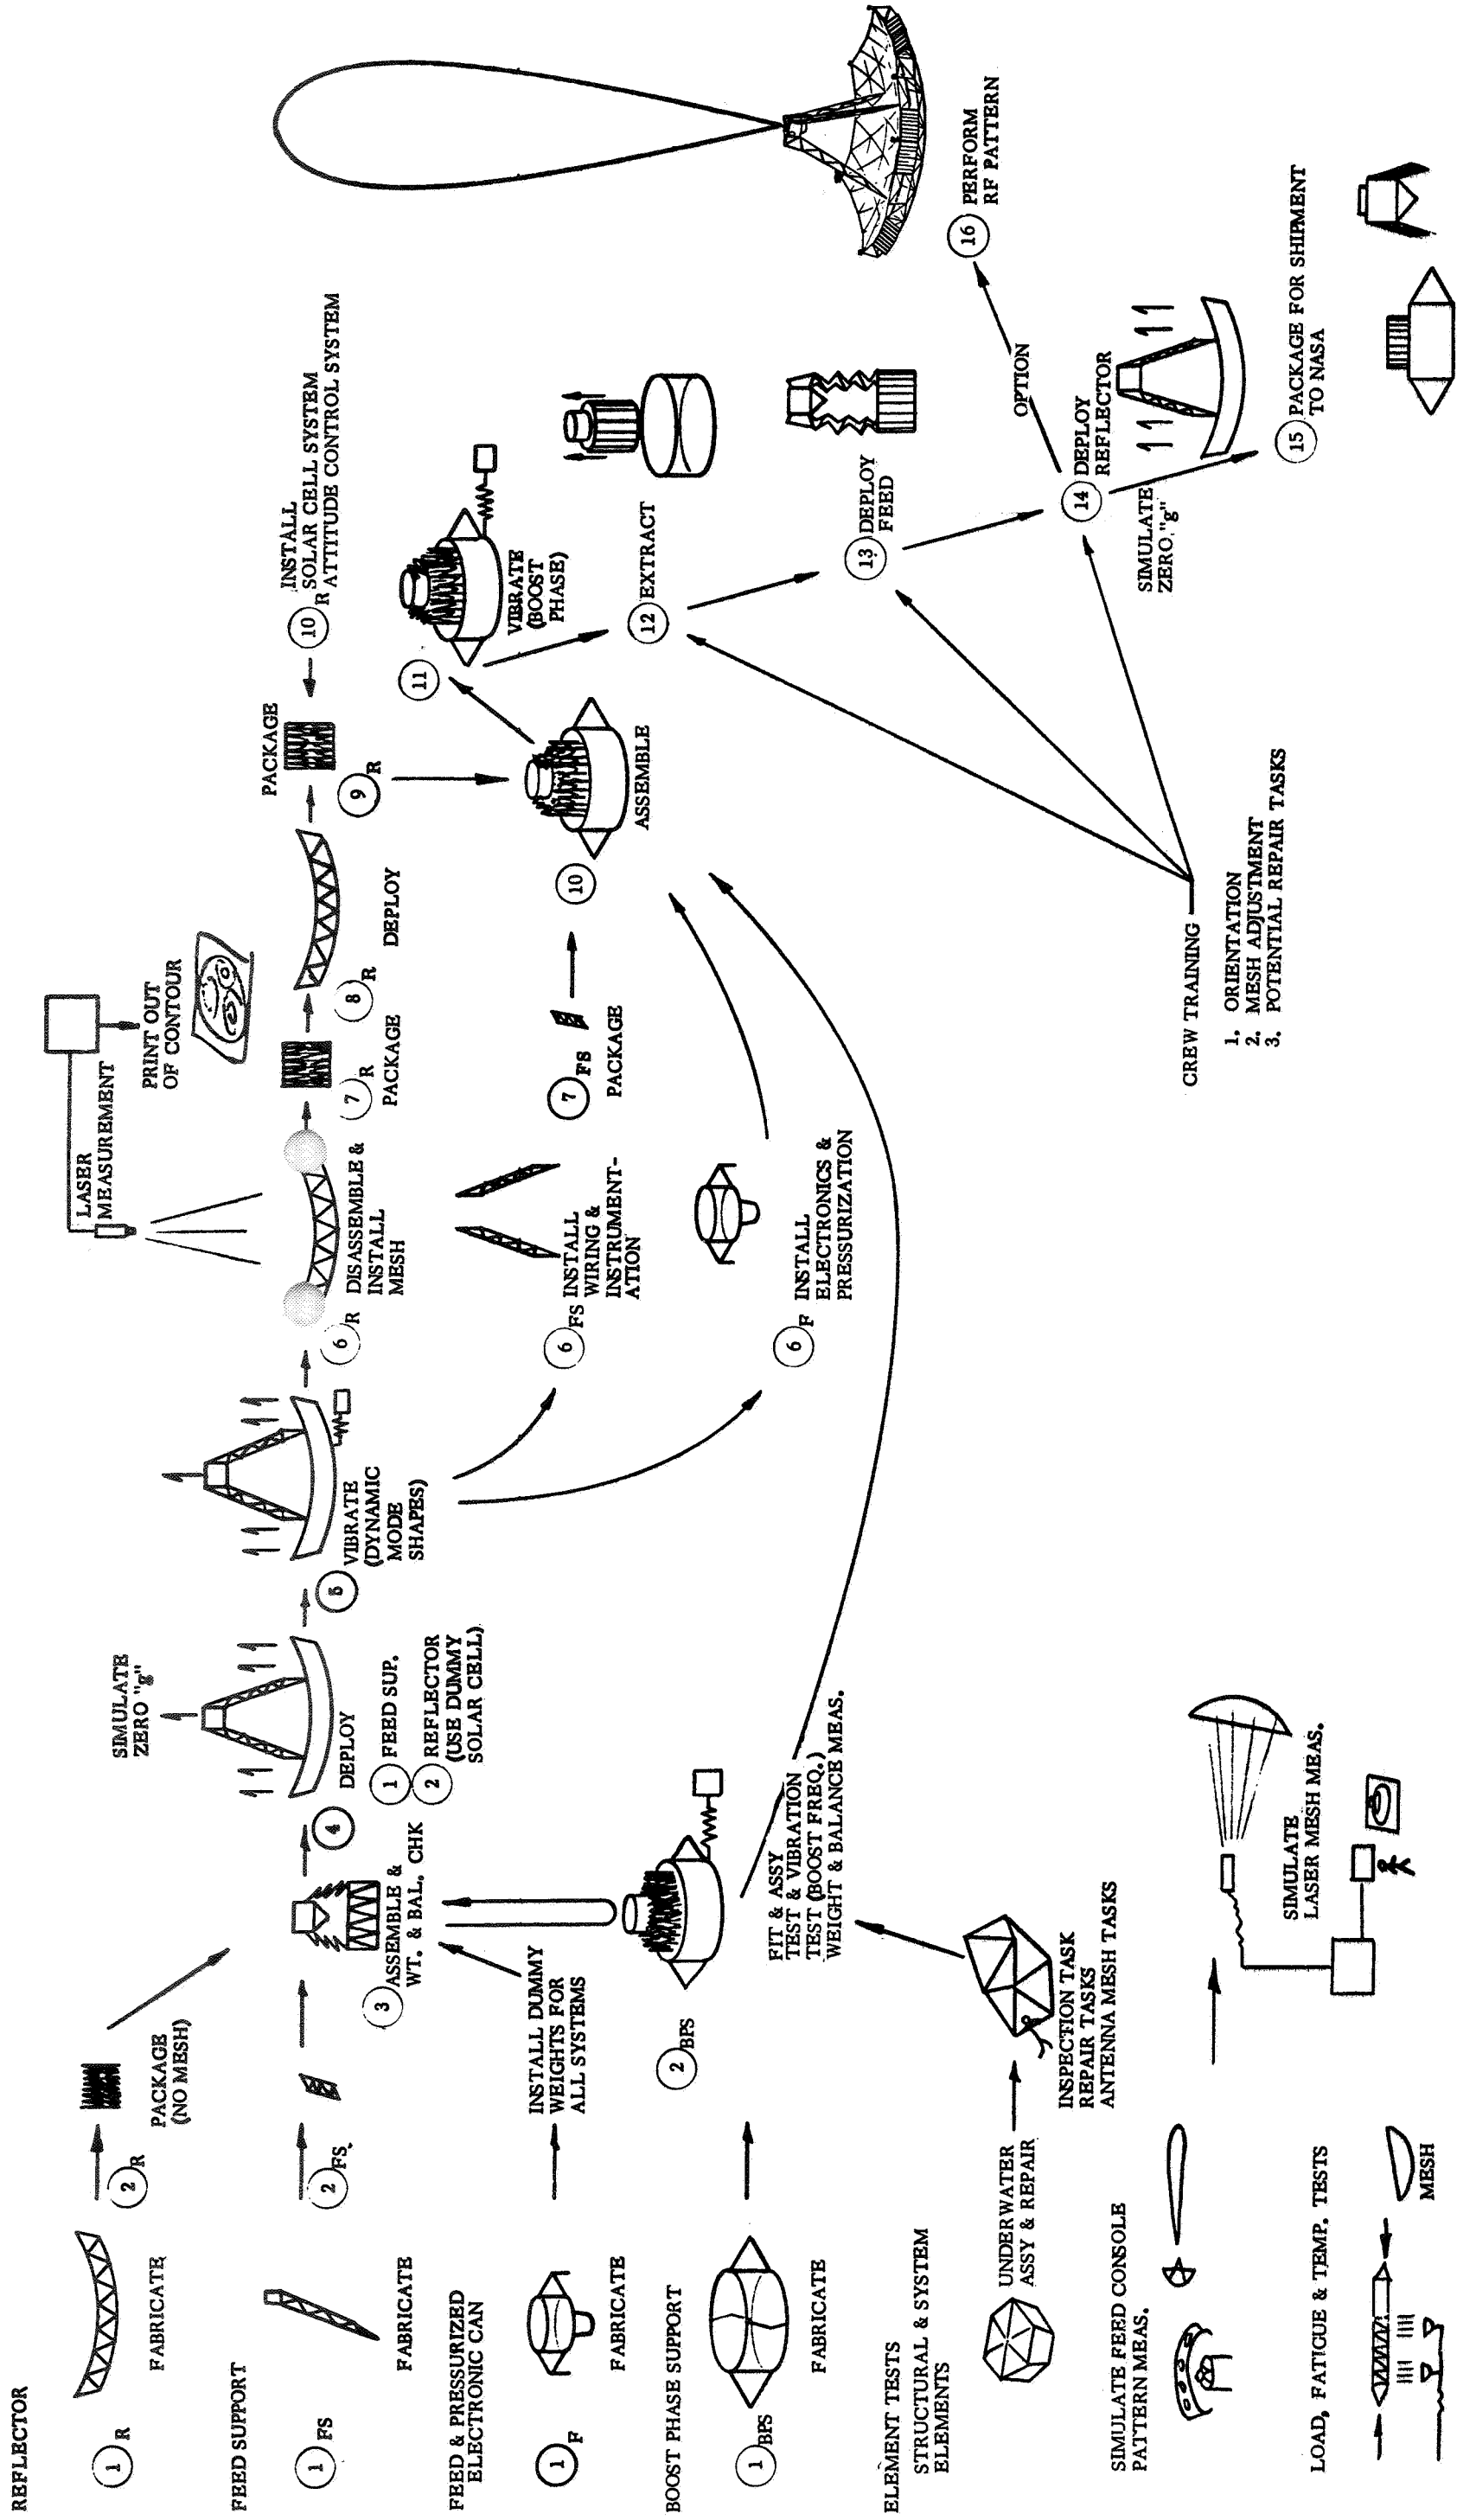 REFLECTOR
1 R
FABRICATE
2 R
PACKAGE
(NO MESH)
FEED SUPPORT
1 FS
FABRICATE
2 FS
3 ASSEMBLE &
WT. & BAL. CHK
SIMULATE
ZERO "g"
4
DEPLOY
1 FEED SUP.
2 REFLECTOR
(USE DUMMY
SOLAR CELL)
5
VIBRATE
(DYNAMIC
MODE
SHAPES)
LASER
MEASUREMENT
PRINT OUT
OF CONTOUR
6 R
DISASSEMBLE &
INSTALL
MESH
7 R
PACKAGE
8 R
DEPLOY
PACKAGE
9 R
10 R
INSTALL
SOLAR CELL SYSTEM
ATTITUDE CONTROL SYSTEM
FEED & PRESSURIZED
ELECTRONIC CAN
1 F
FABRICATE
INSTALL DUMMY
WEIGHTS FOR
ALL SYSTEMS
6 FS
INSTALL
WIRING &
INSTRUMENT-
ATION
7 FS
PACKAGE
10
ASSEMBLE
11
VIBRATE
(BOOST
PHASE)
12 EXTRACT
BOOST PHASE SUPPORT
1 BPS
FABRICATE
2 BPS
FIT & ASSY
TEST & VIBRATION
TEST (BOOST FREQ.)
WEIGHT & BALANCE MEAS.
6 F
INSTALL
ELECTRONICS &
PRESSURIZATION
13 DEPLOY
FEED
16 PERFORM
RF PATTERN
OPTION
14 DEPLOY
REFLECTOR
SIMULATE
ZERO "g"
15 PACKAGE FOR SHIPMENT
TO NASA
ELEMENT TESTS
STRUCTURAL & SYSTEM
ELEMENTS
UNDERWATER
ASSY & REPAIR
INSPECTION TASK
REPAIR TASKS
ANTENNA MESH TASKS
CREW TRAINING
1. ORIENTATION
2. MESH ADJUSTMENT
3. POTENTIAL REPAIR TASKS
SIMULATE FEED CONSOLE
PATTERN MEAS.
SIMULATE
LASER MESH MEAS.
LOAD, FATIGUE & TEMP. TESTS
MESH